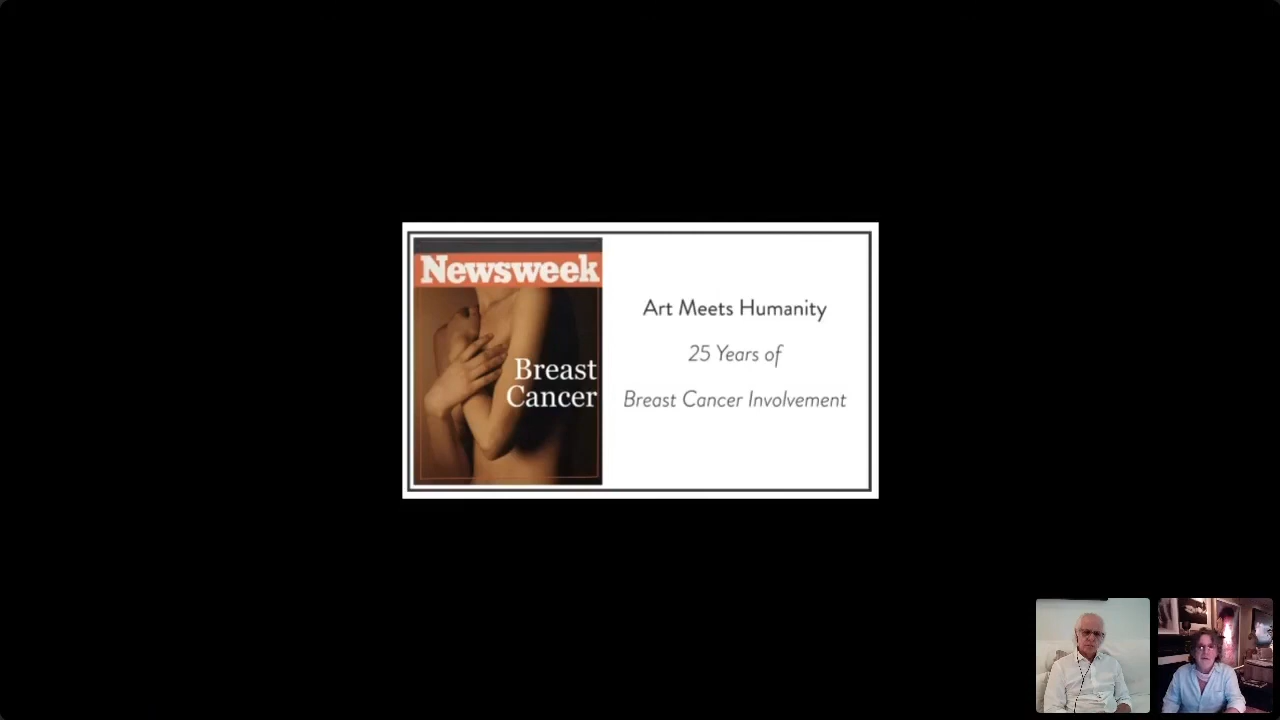 Newsweek
Breast
Cancer
Art Meets Humanity
25 Years of
Breast Cancer Involvement